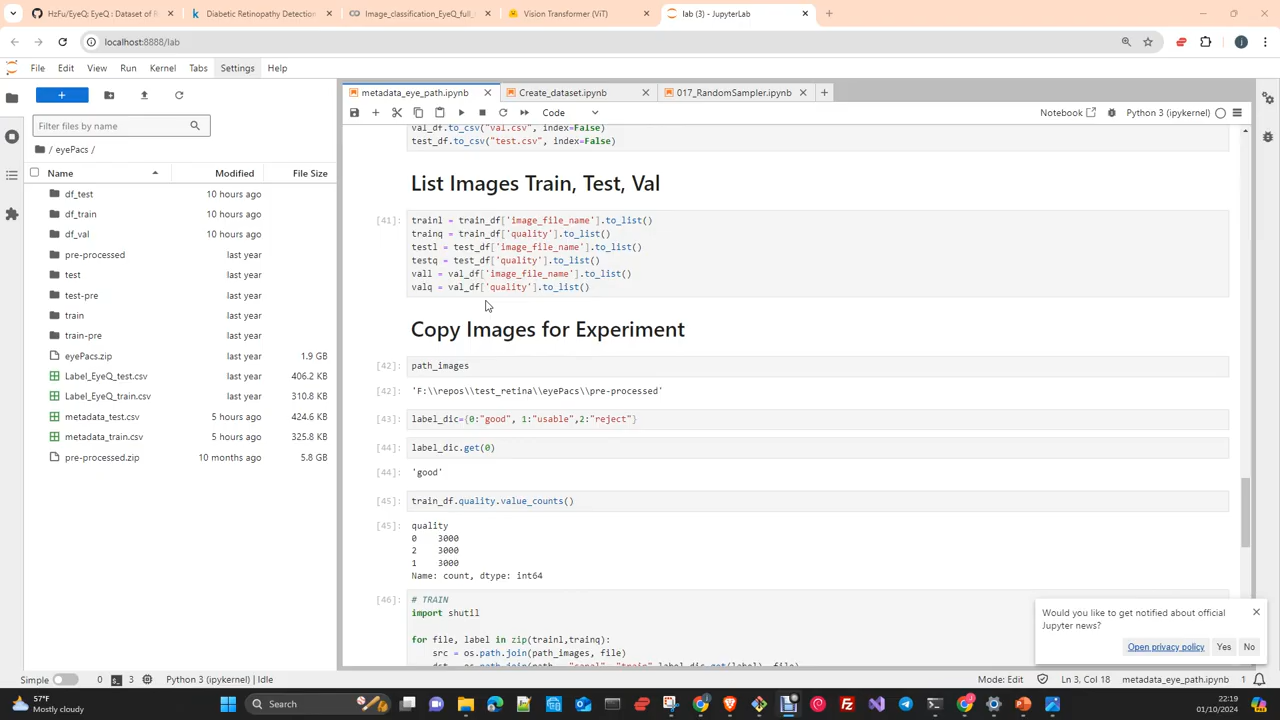 HzFu/EyeQ: EyeQ : Dataset of R
Diabetic Retinopathy Detection
Image_classification_EyeQ_full_
Vision Transformer (ViT)
lab (3) - JupyterLab
localhost:8888/lab
File Edit View Run Kernel Tabs Settings Help
metadata_eye_path.ipynb
Create_dataset.ipynb
017_RandomSampler.ipynb
Code
Notebook
Python 3 (ipykernel)
Filter files by name
/ eyePacs /
Name Modified File Size
df_test 10 hours ago
df_train 10 hours ago
df_val 10 hours ago
pre-processed last year
test last year
test-pre last year
train last year
train-pre last year
eyePacs.zip last year 1.9 GB
Label_EyeQ_test.csv last year 406.2 KB
Label_EyeQ_train.csv last year 310.8 KB
metadata_test.csv 5 hours ago 424.6 KB
metadata_train.csv 5 hours ago 325.8 KB
pre-processed.zip 10 months ago 5.8 GB
val_df.to_csv("val.csv", index=False)
test_df.to_csv("test.csv", index=False)
List Images Train, Test, Val
[41]: trainl = train_df['image_file_name'].to_list()
trainq = train_df['quality'].to_list()
testl = test_df['image_file_name'].to_list()
testq = test_df['quality'].to_list()
vall = val_df['image_file_name'].to_list()
valq = val_df['quality'].to_list()
Copy Images for Experiment
[42]: path_images
[42]: 'F:\\repos\\test_retina\\eyePacs\\pre-processed'
[43]: label_dic={0:"good", 1:"usable",2:"reject"}
[44]: label_dic.get(0)
[44]: 'good'
[45]: train_df.quality.value_counts()
[45]: quality
0 3000
2 3000
1 3000
Name: count, dtype: int64
[46]: # TRAIN
import shutil
for file, label in zip(trainl,trainq):
src = os.path.join(path_images, file)
Would you like to get notified about official
Jupyter news?
Open privacy policy Yes No
Simple 0 3 Python 3 (ipykernel) | Idle
Mode: Edit Ln 3, Col 18 metadata_eye_path.ipynb 1
57°F
Mostly cloudy
Search
22:19
01/10/2024